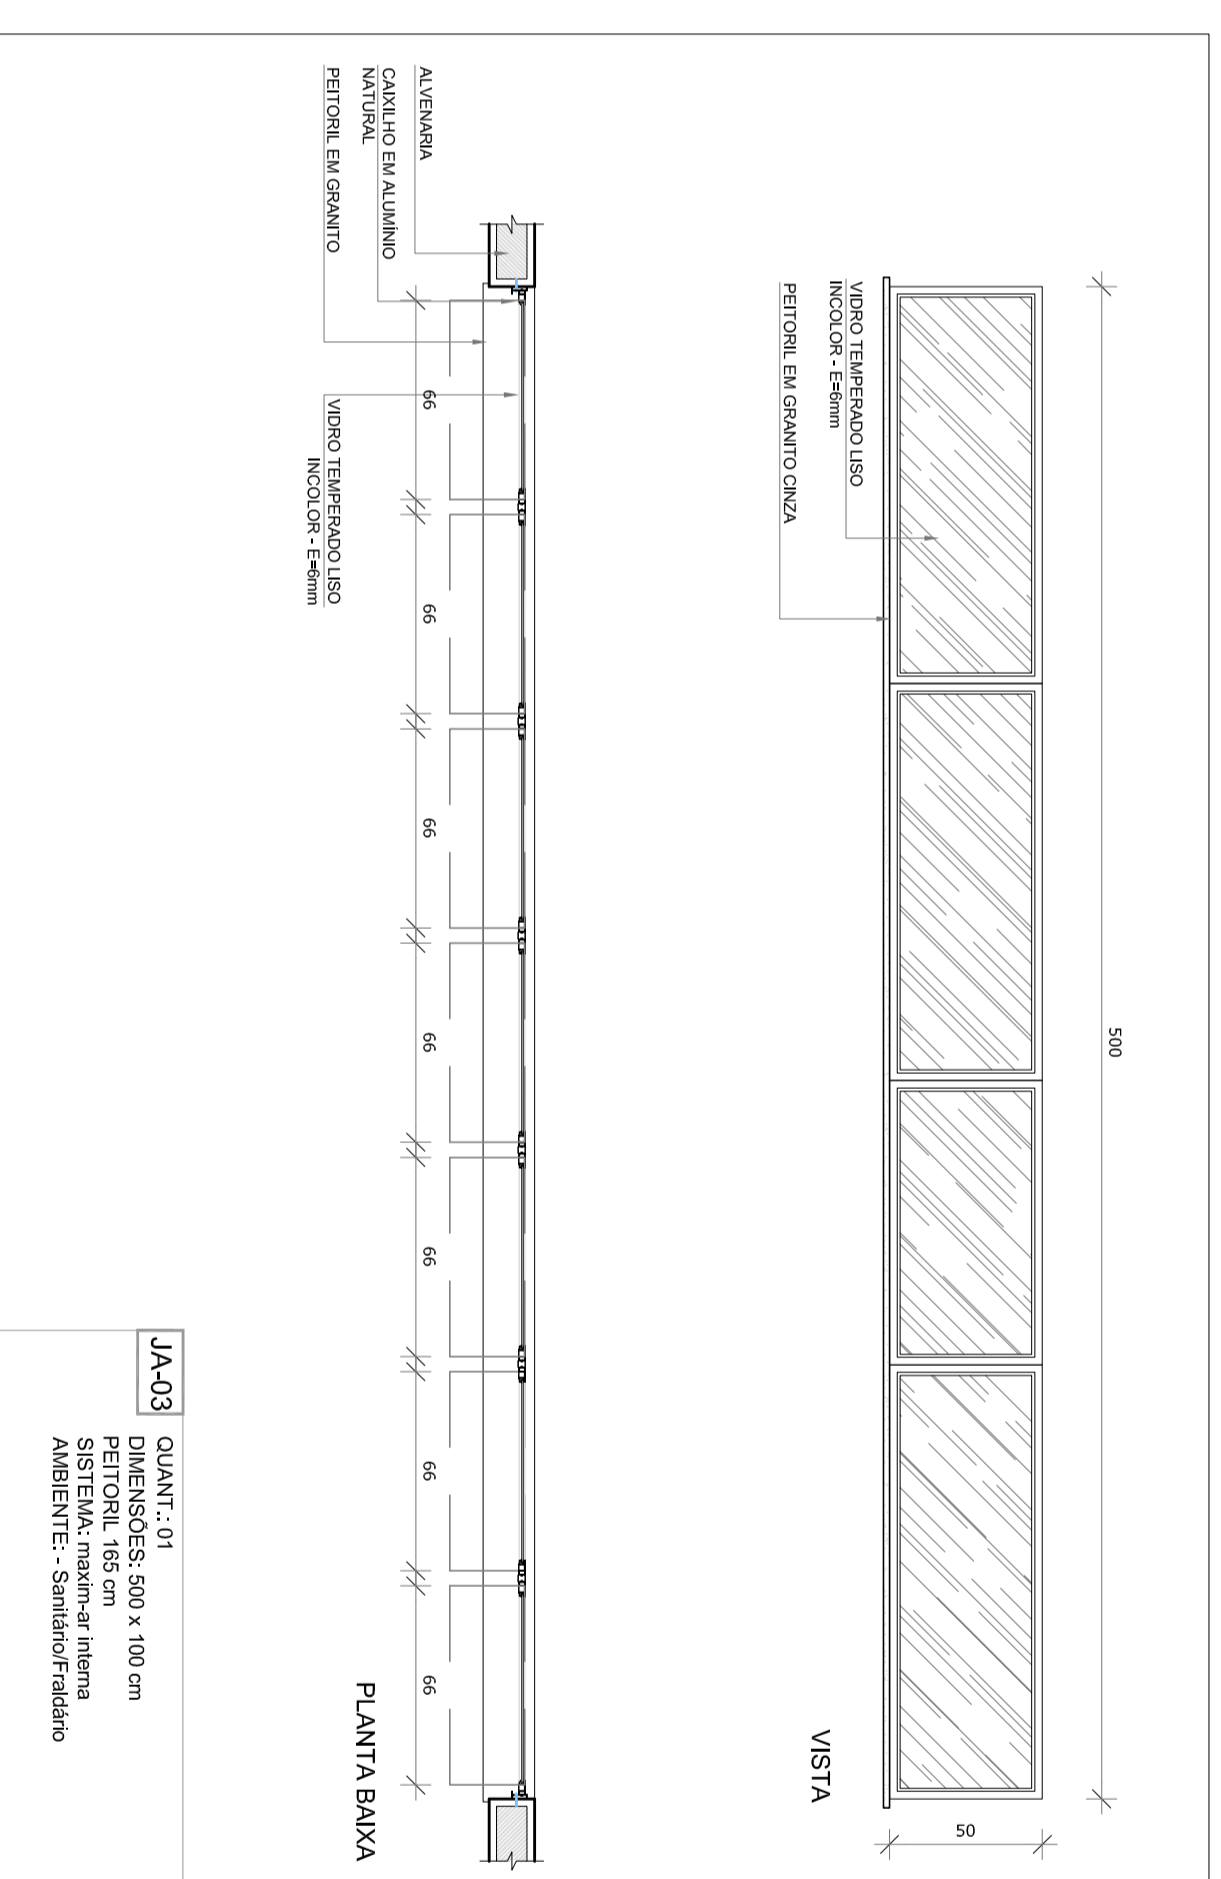 500
VIDRO TEMPERADO LISO
INCOLOR - E=6mm
PEITORIL EM GRANITO CINZA
50
VISTA
ALVENARIA
CAIXILHO EM ALUMÍNIO
NATURAL
PEITORIL EM GRANITO
66
66
66
66
66
66
66
VIDRO TEMPERADO LISO
INCOLOR - E=6mm
PLANTA BAIXA
JA-03
QUANT.: 01
DIMENSÕES: 500 x 100 cm
PEITORIL 165 cm
SISTEMA: maxim-ar interna
AMBIENTE: - Sanitário/Fraldário